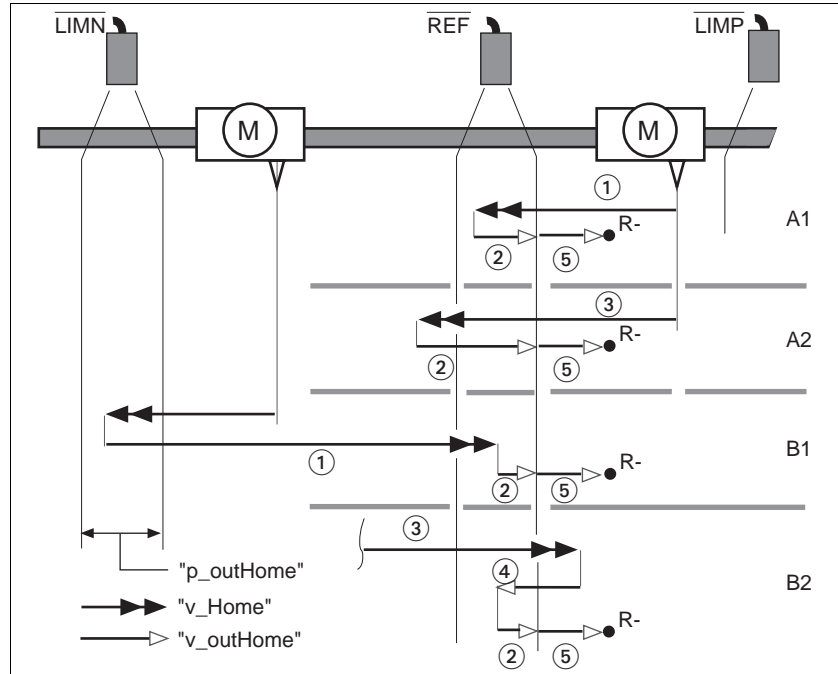 LIMN REF LIMP
M M
1
A1
R-
2 5
3
A2
R-
2 5
B1
1
R-
2 5
3
"p_outHome"
4
B2
"v_Home"
R-
"v_outHome"
2 5